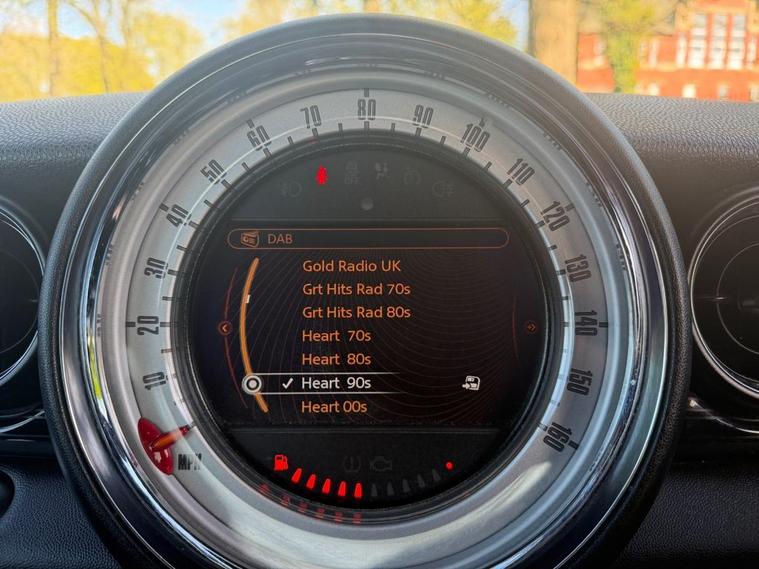 80
70
90
60
100
50
110
40
120
30
130
20
140
10
150
160
MPH
OFF
DAB
Gold Radio UK
Grt Hits Rad 70s
Grt Hits Rad 80s
Heart 70s
Heart 80s
Heart 90s
Heart 00s